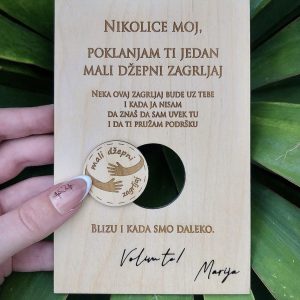 NIKOLICE MOJ,
POKLANJAM TI JEDAN
MALI DŽEPNI ZAGRLJAJ
NEKA OVAJ ZAGRLJAJ BUDE UZ TEBE
I KADA JA NISAM
DA ZNAŠ DA SAM UVEK TU
I DA TI PRUŽAM PODRŠKU
mali džepni
zagrljaj
BLIZU I KADA SMO DALEKO.
Volim te!
Marija